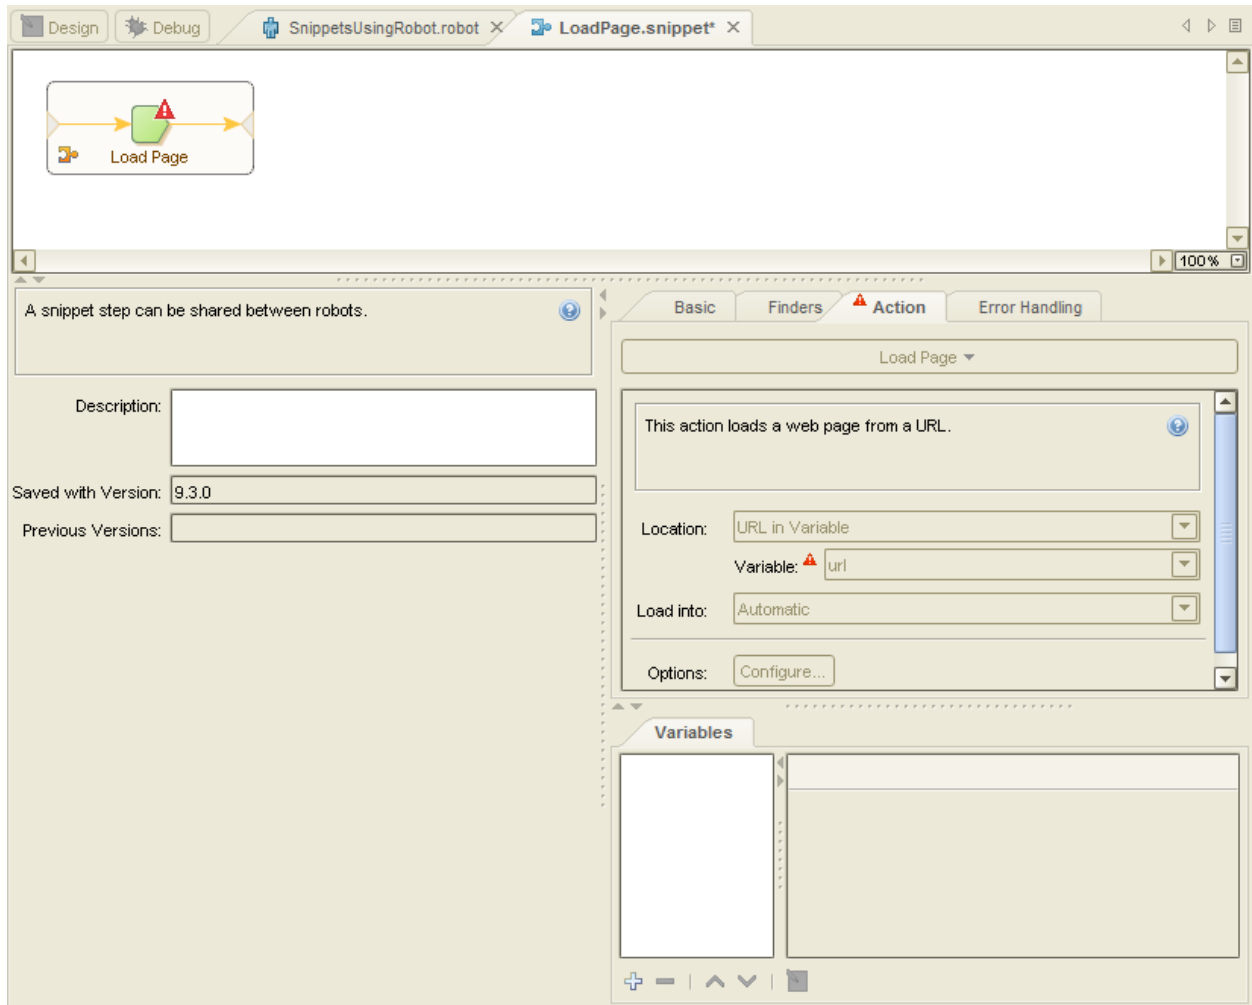 Design
Debug
SnippetsUsingRobot.robot
LoadPage.snippet*
Load Page
100%
A snippet step can be shared between robots.
Description:
Saved with Version: 9.3.0
Previous Versions:
Basic
Finders
Action
Error Handling
Load Page
This action loads a web page from a URL.
Location: URL in Variable
Variable: url
Load into: Automatic
Options: Configure...
Variables